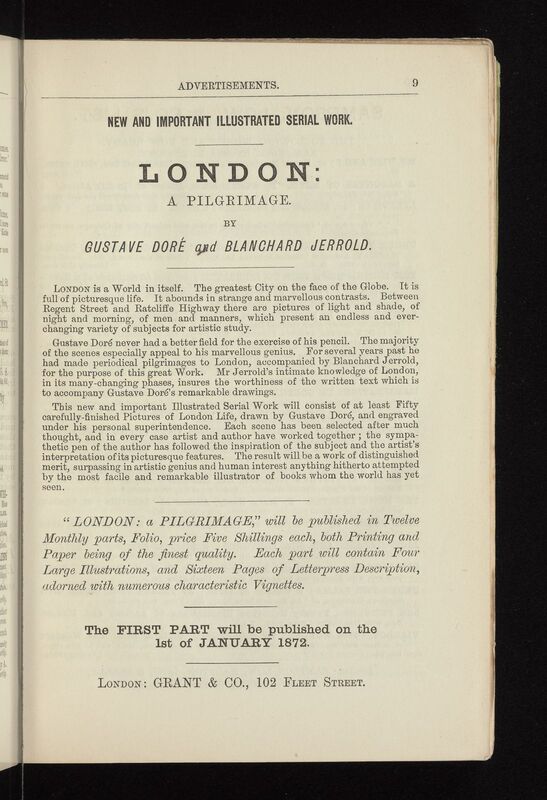 ADVERTISEMENTS. 9
NEW AND IMPORTANT ILLUSTRATED SERIAL WORK.
LONDON:
A PILGRIMAGE.
BY
GUSTAVE DORÉ and BLANCHARD JERROLD.
LONDON is a World in itself. The greatest City on the face of the Globe. It is
full of picturesque life. It abounds in strange and marvellous contrasts. Between
Regent Street and Ratcliffe Highway there are pictures of light and shade, of
night and morning, of men and manners, which present an endless and ever-
changing variety of subjects for artistic study.
Gustave Doré never had a better field for the exercise of his pencil. The majority
of the scenes especially appeal to his marvellous genius. For several years past he
had made periodical pilgrimages to London, accompanied by Blanchard Jerrold,
for the purpose of this great Work. Mr Jerrold's intimate knowledge of London,
in its many-changing phases, insures the worthiness of the written text which is
to accompany Gustave Doré's remarkable drawings.
This new and important Illustrated Serial Work will consist of at least Fifty
carefully-finished Pictures of London Life, drawn by Gustave Doré, and engraved
under his personal superintendence. Each scene has been selected after much
thought, and in every case artist and author have worked together; the sympa-
thetic pen of the author has followed the inspiration of the subject and the artist's
interpretation of its picturesque features. The result will be a work of distinguished
merit, surpassing in artistic genius and human interest anything hitherto attempted
by the most facile and remarkable illustrator of books whom the world has yet
seen.
"LONDON: a PILGRIMAGE," will be published in Twelve
Monthly parts, Folio, price Five Shillings each, both Printing and
Paper being of the finest quality. Each part will contain Four
Large Illustrations, and Sixteen Pages of Letterpress Description,
adorned with numerous characteristic Vignettes.
The FIRST PART will be published on the
1st of JANUARY 1872.
LONDON: GRANT & CO., 102 FLEET STREET.